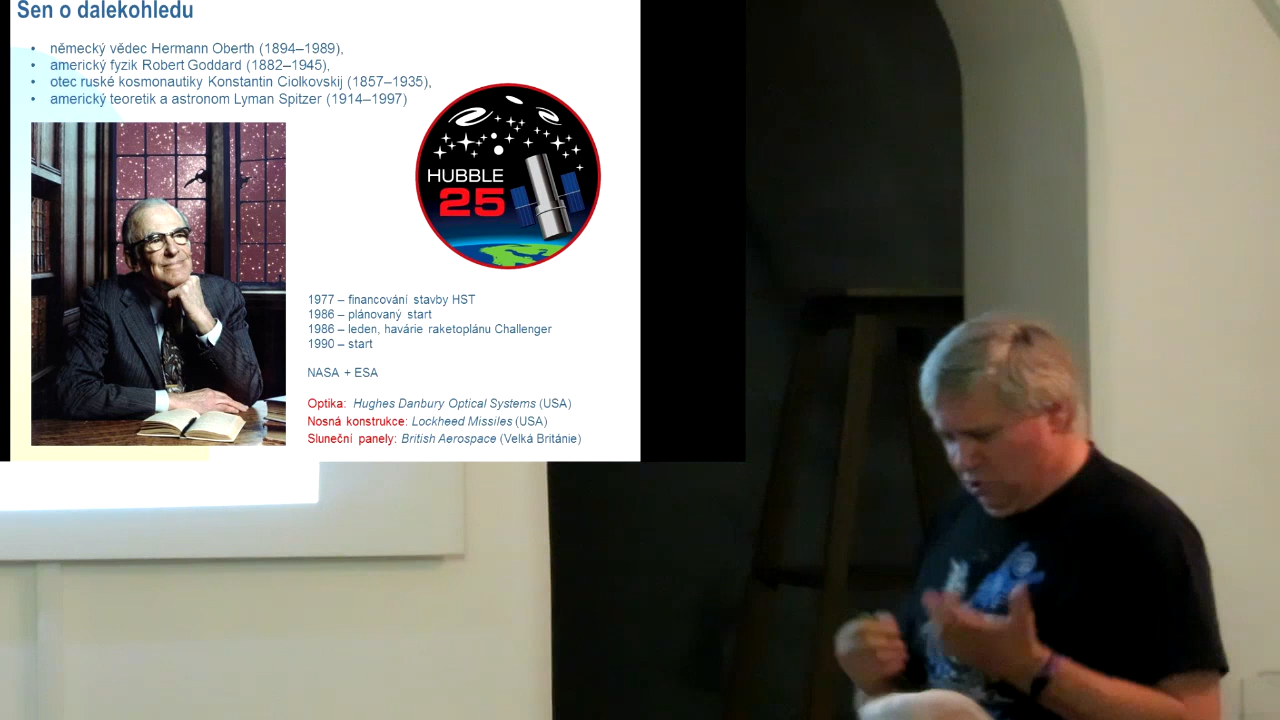 Sen o dalekohledu
• německý vědec Hermann Oberth (1894–1989),
• americký fyzik Robert Goddard (1882–1945),
• otec ruské kosmonautiky Konstantin Ciolkovskij (1857–1935),
• americký teoretik a astronom Lyman Spitzer (1914–1997)
HUBBLE
25
1977 – financování stavby HST
1986 – plánovaný start
1986 – leden, havárie raketoplánu Challenger
1990 – start
NASA + ESA
Optika: Hughes Danbury Optical Systems (USA)
Nosná konstrukce: Lockheed Missiles (USA)
Sluneční panely: British Aerospace (Velká Británie)